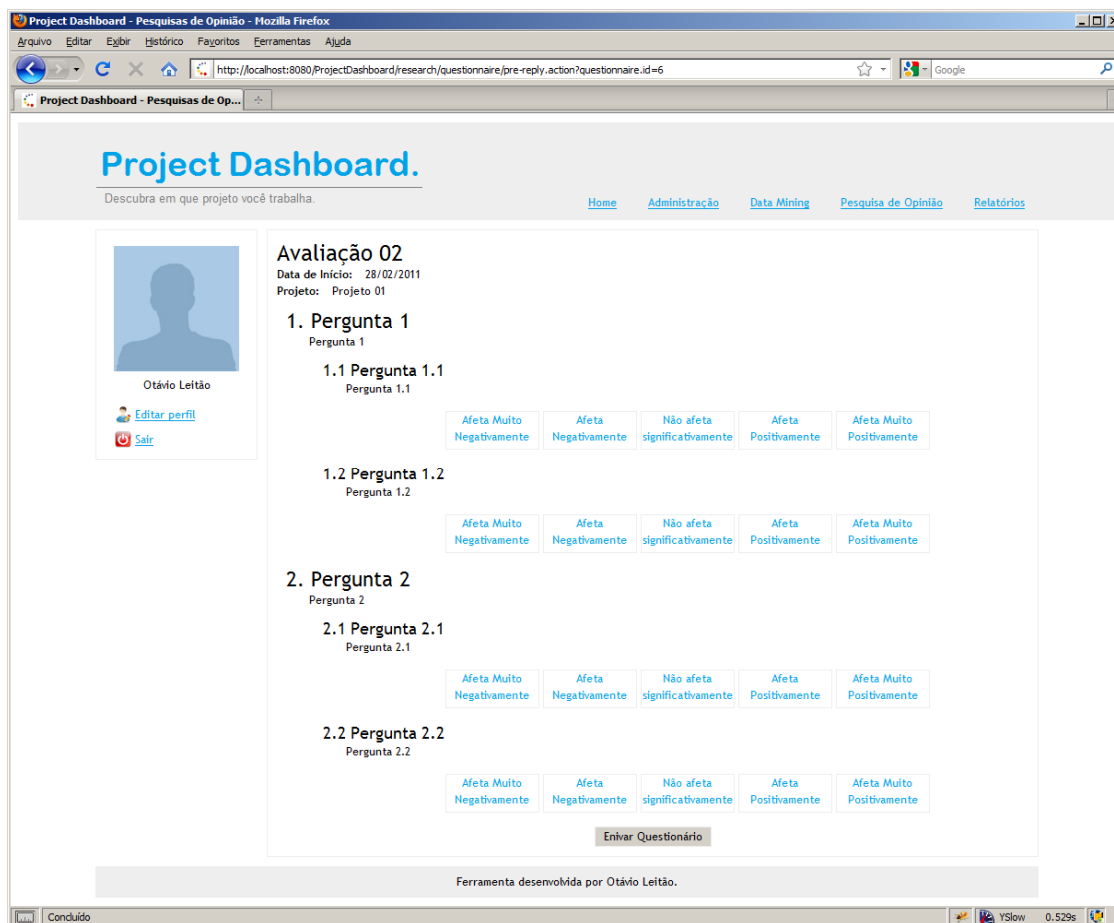 Project Dashboard - Pesquisas de Opinião - Mozilla Firefox
Arquivo Editar Exibir Histórico Favoritos Ferramentas Ajuda
http://localhost:8080/ProjectDashboard/research/questionnaire/pre-reply.action?questionnaire.id=6 Google
Project Dashboard - Pesquisas de Op...
Project Dashboard.
Descubra em que projeto você trabalha.
Home Administração Data Mining Pesquisa de Opinião Relatórios
Otávio Leitão
Editar perfil
Sair
Avaliação 02
Data de Início: 28/02/2011
Projeto: Projeto 01
1. Pergunta 1
Pergunta 1
1.1 Pergunta 1.1
Pergunta 1.1
Afeta Muito Afeta Não afeta Afeta Afeta Muito
Negativamente Negativamente significativamente Positivamente Positivamente
1.2 Pergunta 1.2
Pergunta 1.2
Afeta Muito Afeta Não afeta Afeta Afeta Muito
Negativamente Negativamente significativamente Positivamente Positivamente
2. Pergunta 2
Pergunta 2
2.1 Pergunta 2.1
Pergunta 2.1
Afeta Muito Afeta Não afeta Afeta Afeta Muito
Negativamente Negativamente significativamente Positivamente Positivamente
2.2 Pergunta 2.2
Pergunta 2.2
Afeta Muito Afeta Não afeta Afeta Afeta Muito
Negativamente Negativamente significativamente Positivamente Positivamente
Enivar Questionário
Ferramenta desenvolvida por Otávio Leitão.
Concluído YSlow 0.529s